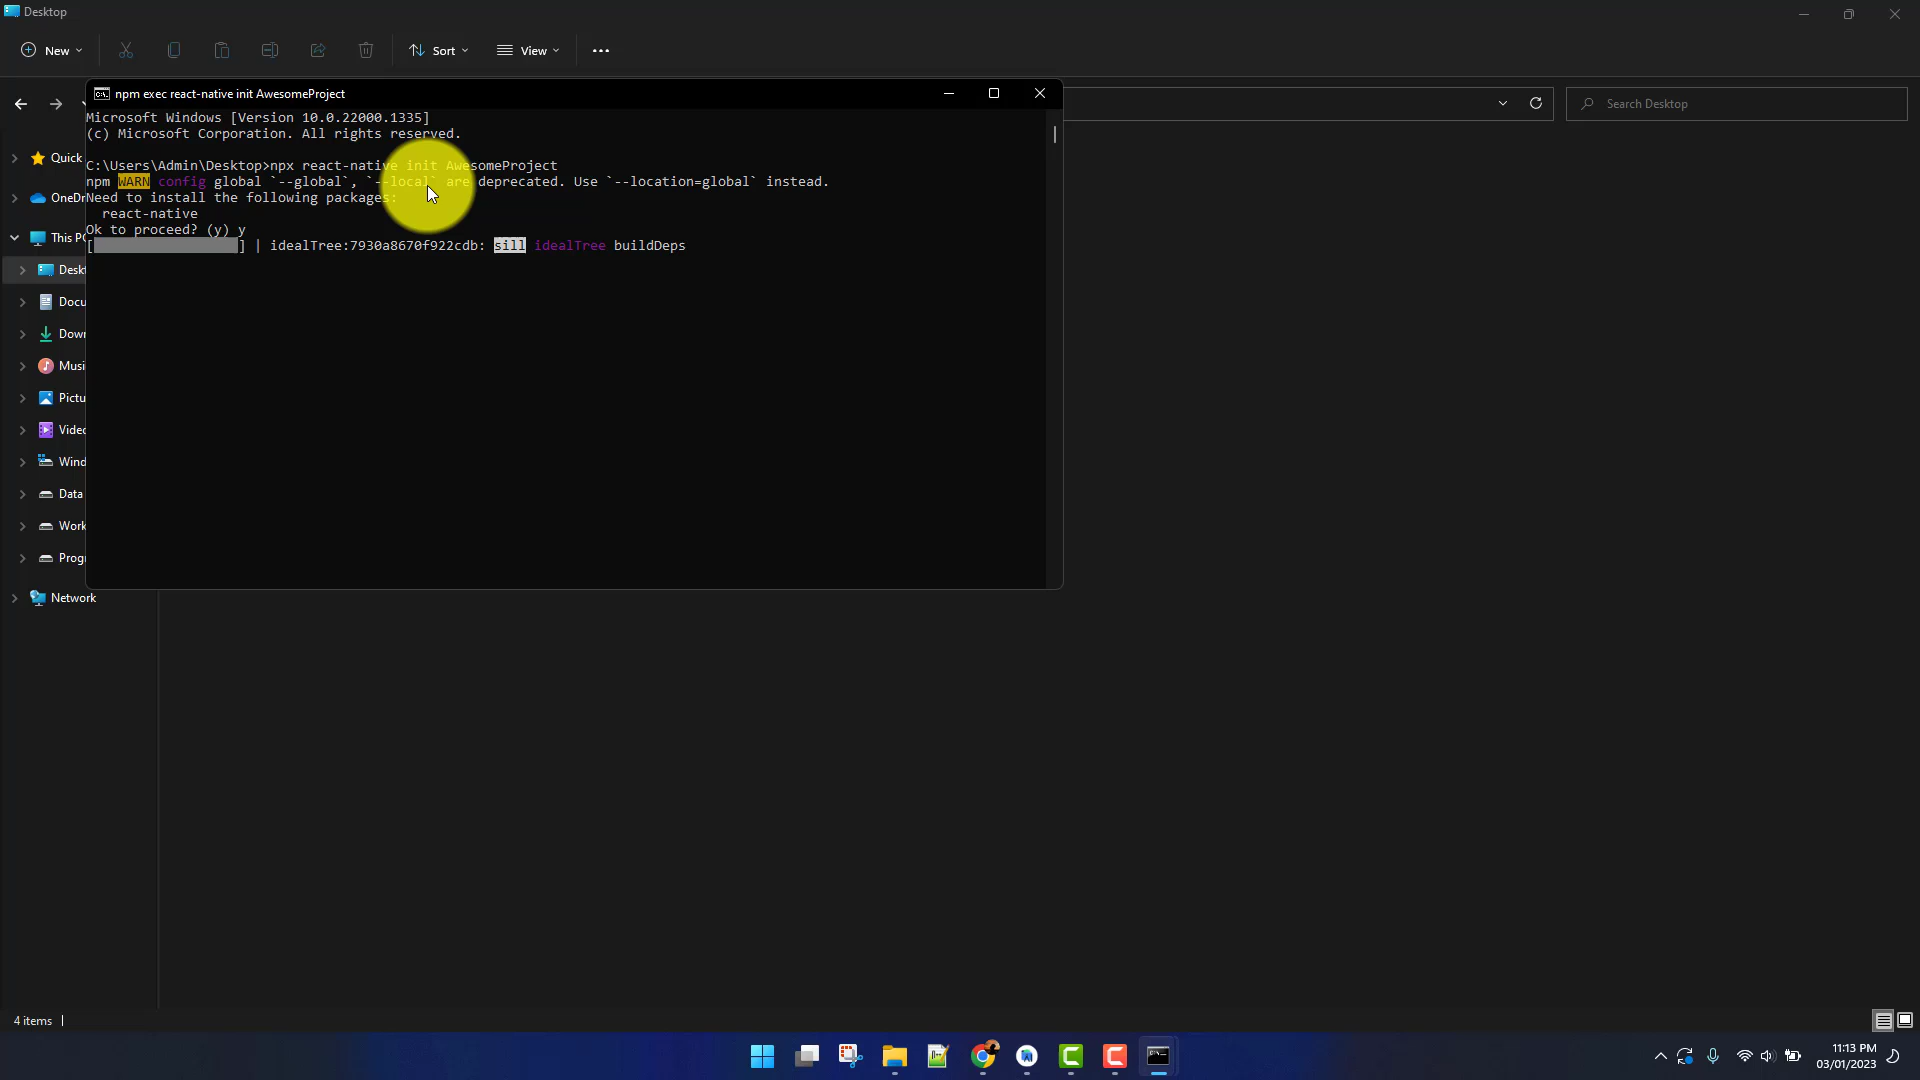 Desktop
New
Sort
View
Search Desktop
npm exec react-native init AwesomeProject
Microsoft Windows [Version 10.0.22000.1335]
(c) Microsoft Corporation. All rights reserved.
C:\Users\Admin\Desktop>npx react-native init AwesomeProject
npm WARN config global `--global`, `--local` are deprecated. Use `--location=global` instead.
Need to install the following packages:
react-native
Ok to proceed? (y) y
[                  ] | idealTree:7930a8670f922cdb: sill idealTree buildDeps
Quick
OneDr
This P
Deskt
Docu
Down
Musi
Pictu
Videc
Wind
Data
Work
Progr
Network
4 items
11:13 PM
03/01/2023